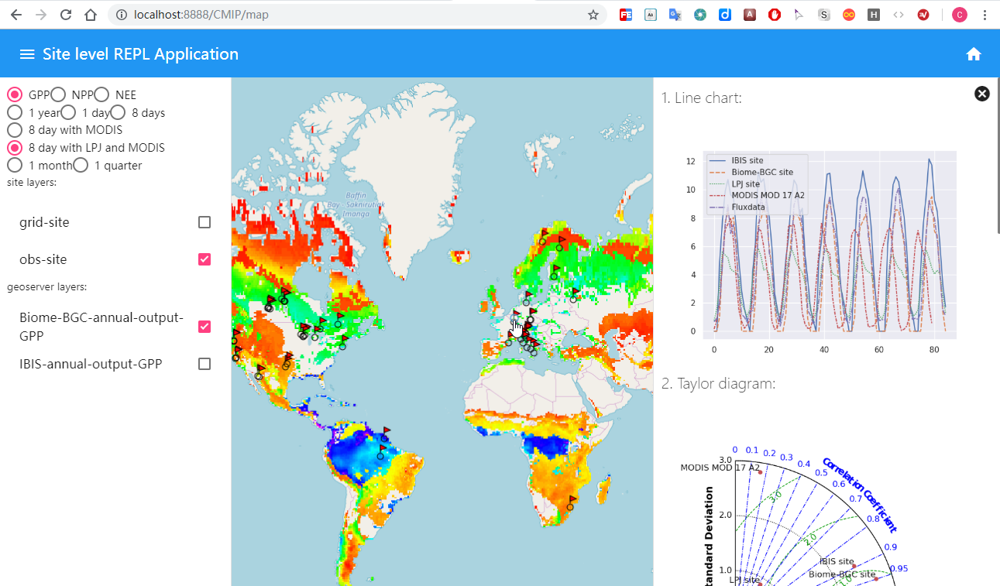 localhost:8888/CMIP/map
Site level REPL Application
GPP NPP NEE
1 year 1 day 8 days
8 day with MODIS
8 day with LPJ and MODIS
1 month 1 quarter
site layers:
grid-site
obs-site
geoserver layers:
Biome-BGC-annual-output-
GPP
IBIS-annual-output-GPP
Baffin
Bay - Saknirutiak
Imanga
1. Line chart:
IBIS site
Biome-BGC site
LPJ site
MODIS MOD 17 A2
Fluxdata
12
10
8
6
4
2
0
0 20 40 60 80
2. Taylor diagram:
0 0.1 0.2 0.3 0.4 0.5 0.6 0.7 0.8 0.9 0.95
Correlation Coefficient
3.0
2.0
1.0
Standard Deviation
MODIS MOD 17 A2
3.0
2.0
1.0
IBIS site
Biome-BGC site
LPJ site